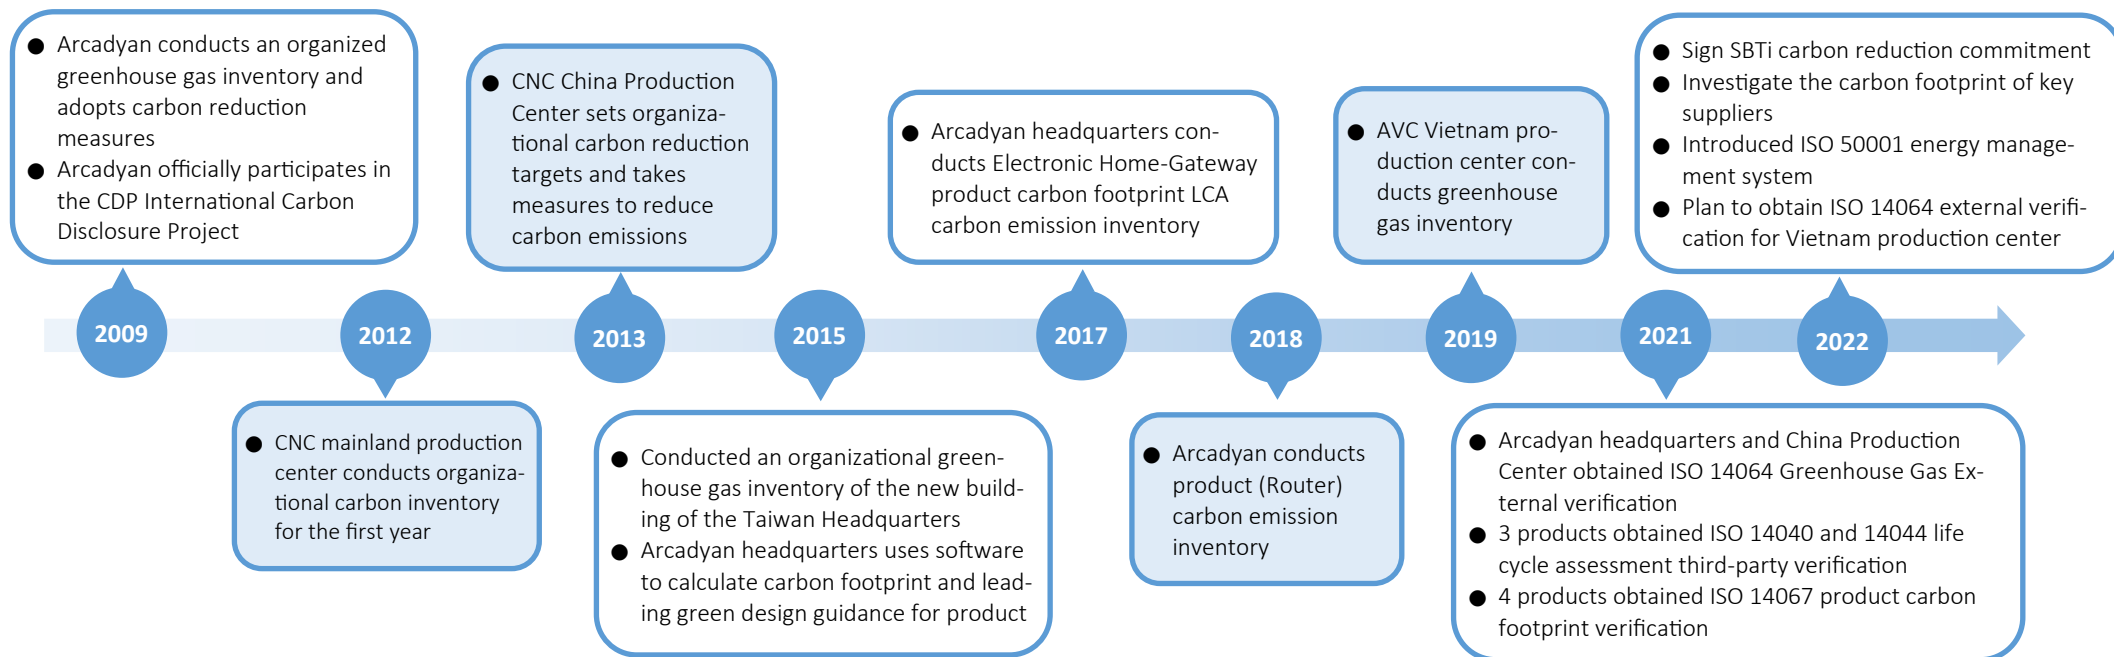 ● Arcadyan conducts an organized
greenhouse gas inventory and
adopts carbon reduction
measures
● Arcadyan officially participates in
the CDP International Carbon
Disclosure Project
● CNC China Production
Center sets organiza-
tional carbon reduction
targets and takes
measures to reduce
carbon emissions
● Arcadyan headquarters con-
ducts Electronic Home-Gateway
product carbon footprint LCA
carbon emission inventory
● AVC Vietnam pro-
duction center con-
ducts greenhouse
gas inventory
● Sign SBTi carbon reduction commitment
● Investigate the carbon footprint of key
suppliers
● Introduced ISO 50001 energy manage-
ment system
● Plan to obtain ISO 14064 external verifi-
cation for Vietnam production center
2009
2012
2013
2015
2017
2018
2019
2021
2022
● CNC mainland production
center conducts organiza-
tional carbon inventory
for the first year
● Conducted an organizational green-
house gas inventory of the new build-
ing of the Taiwan Headquarters
● Arcadyan headquarters uses software
to calculate carbon footprint and lead-
ing green design guidance for product
● Arcadyan conducts
product (Router)
carbon emission
inventory
● Arcadyan headquarters and China Production
Center obtained ISO 14064 Greenhouse Gas Ex-
ternal verification
● 3 products obtained ISO 14040 and 14044 life
cycle assessment third-party verification
● 4 products obtained ISO 14067 product carbon
footprint verification